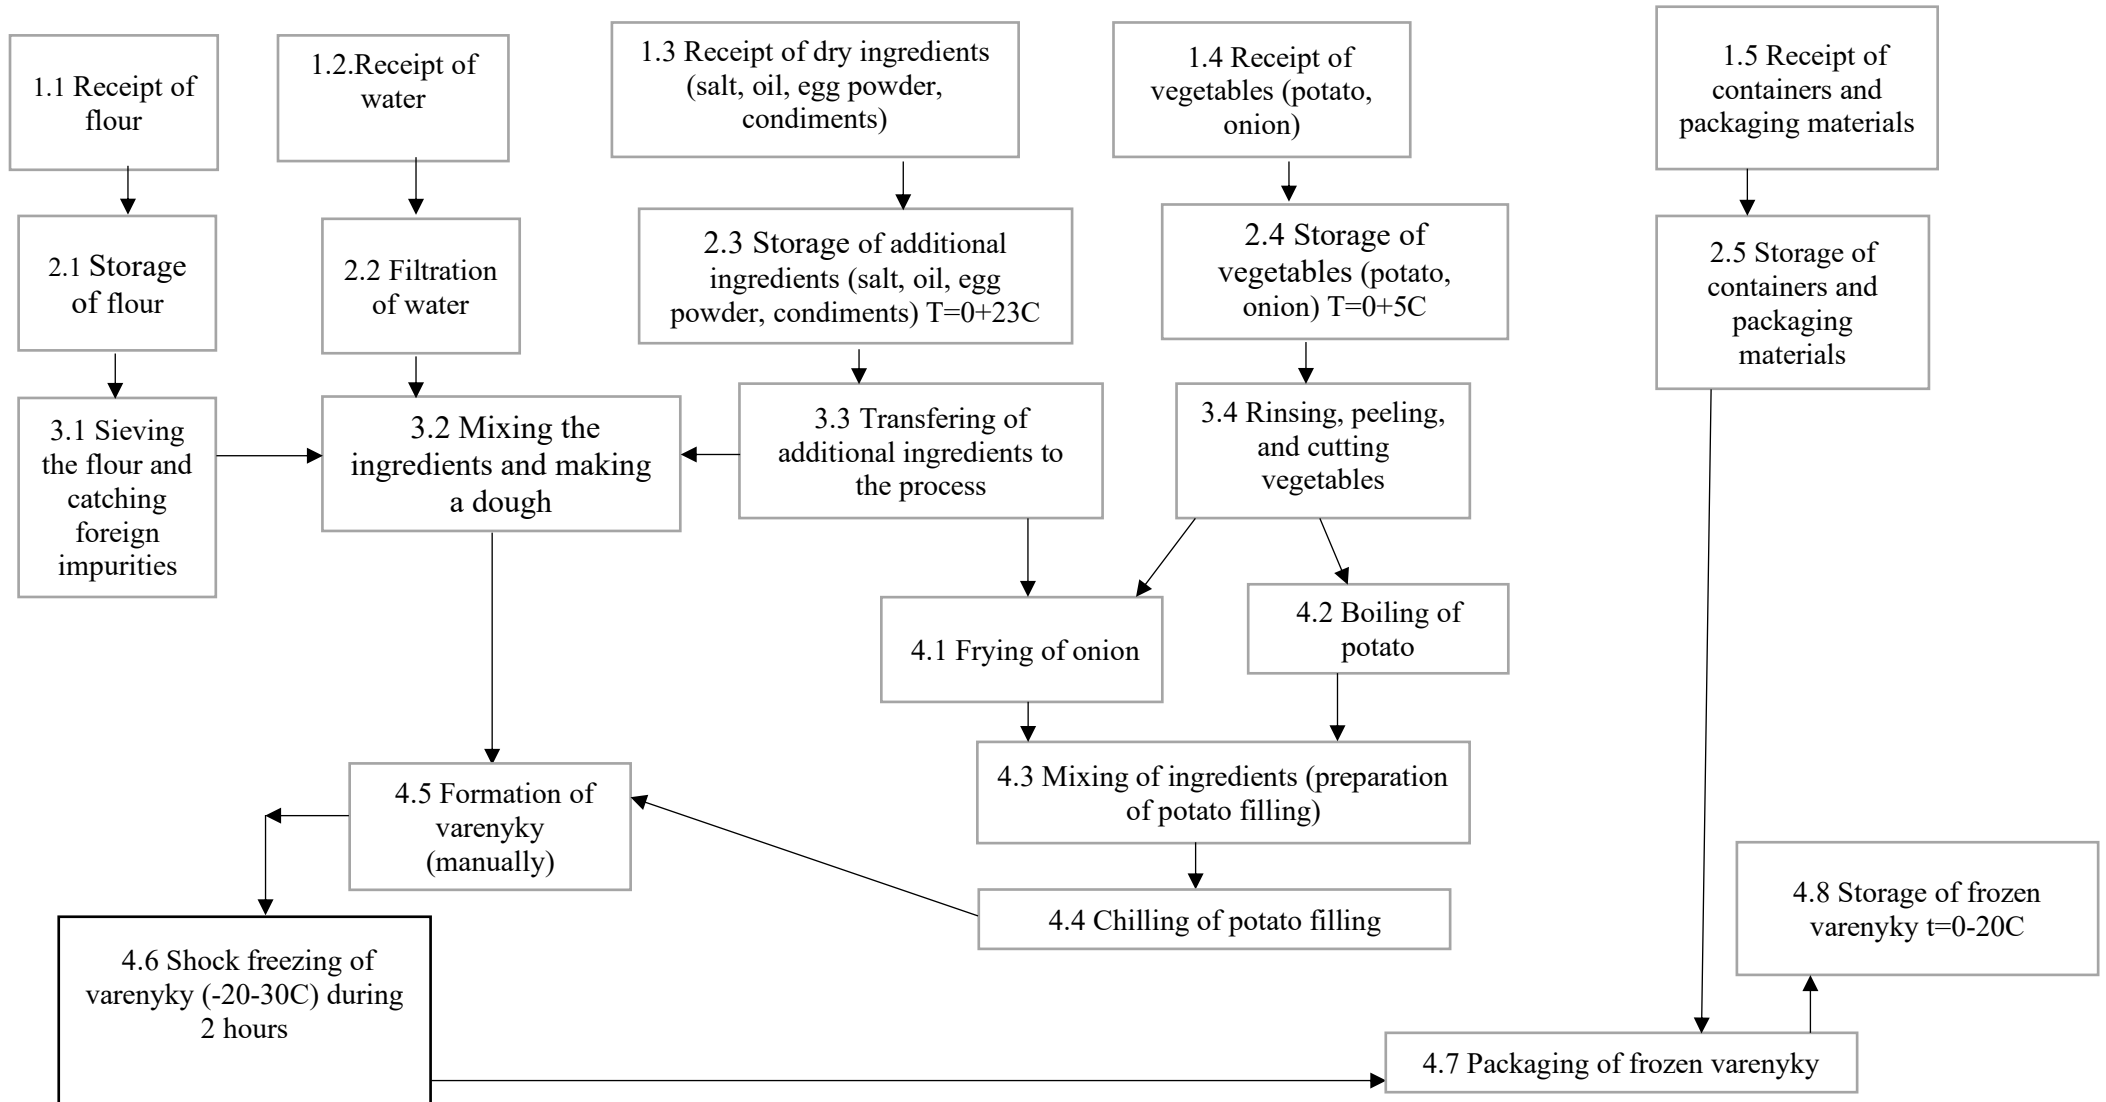 1.1 Receipt of
flour
1.2.Receipt of
water
1.3 Receipt of dry ingredients
(salt, oil, egg powder,
condiments)
1.4 Receipt of
vegetables (potato,
onion)
1.5 Receipt of
containers and
packaging materials
2.1 Storage
of flour
2.2 Filtration
of water
2.3 Storage of additional
ingredients (salt, oil, egg
powder, condiments) T=0+23C
2.4 Storage of
vegetables (potato,
onion) T=0+5C
2.5 Storage of
containers and
packaging
materials
3.1 Sieving
the flour and
catching
foreign
impurities
3.2 Mixing the
ingredients and making
a dough
3.3 Transfering of
additional ingredients to
the process
3.4 Rinsing, peeling,
and cutting
vegetables
4.1 Frying of onion
4.2 Boiling of
potato
4.3 Mixing of ingredients (preparation
of potato filling)
4.4 Chilling of potato filling
4.5 Formation of
varenyky
(manually)
4.6 Shock freezing of
varenyky (-20-30C) during
2 hours
4.7 Packaging of frozen varenyky
4.8 Storage of frozen
varenyky t=0-20C